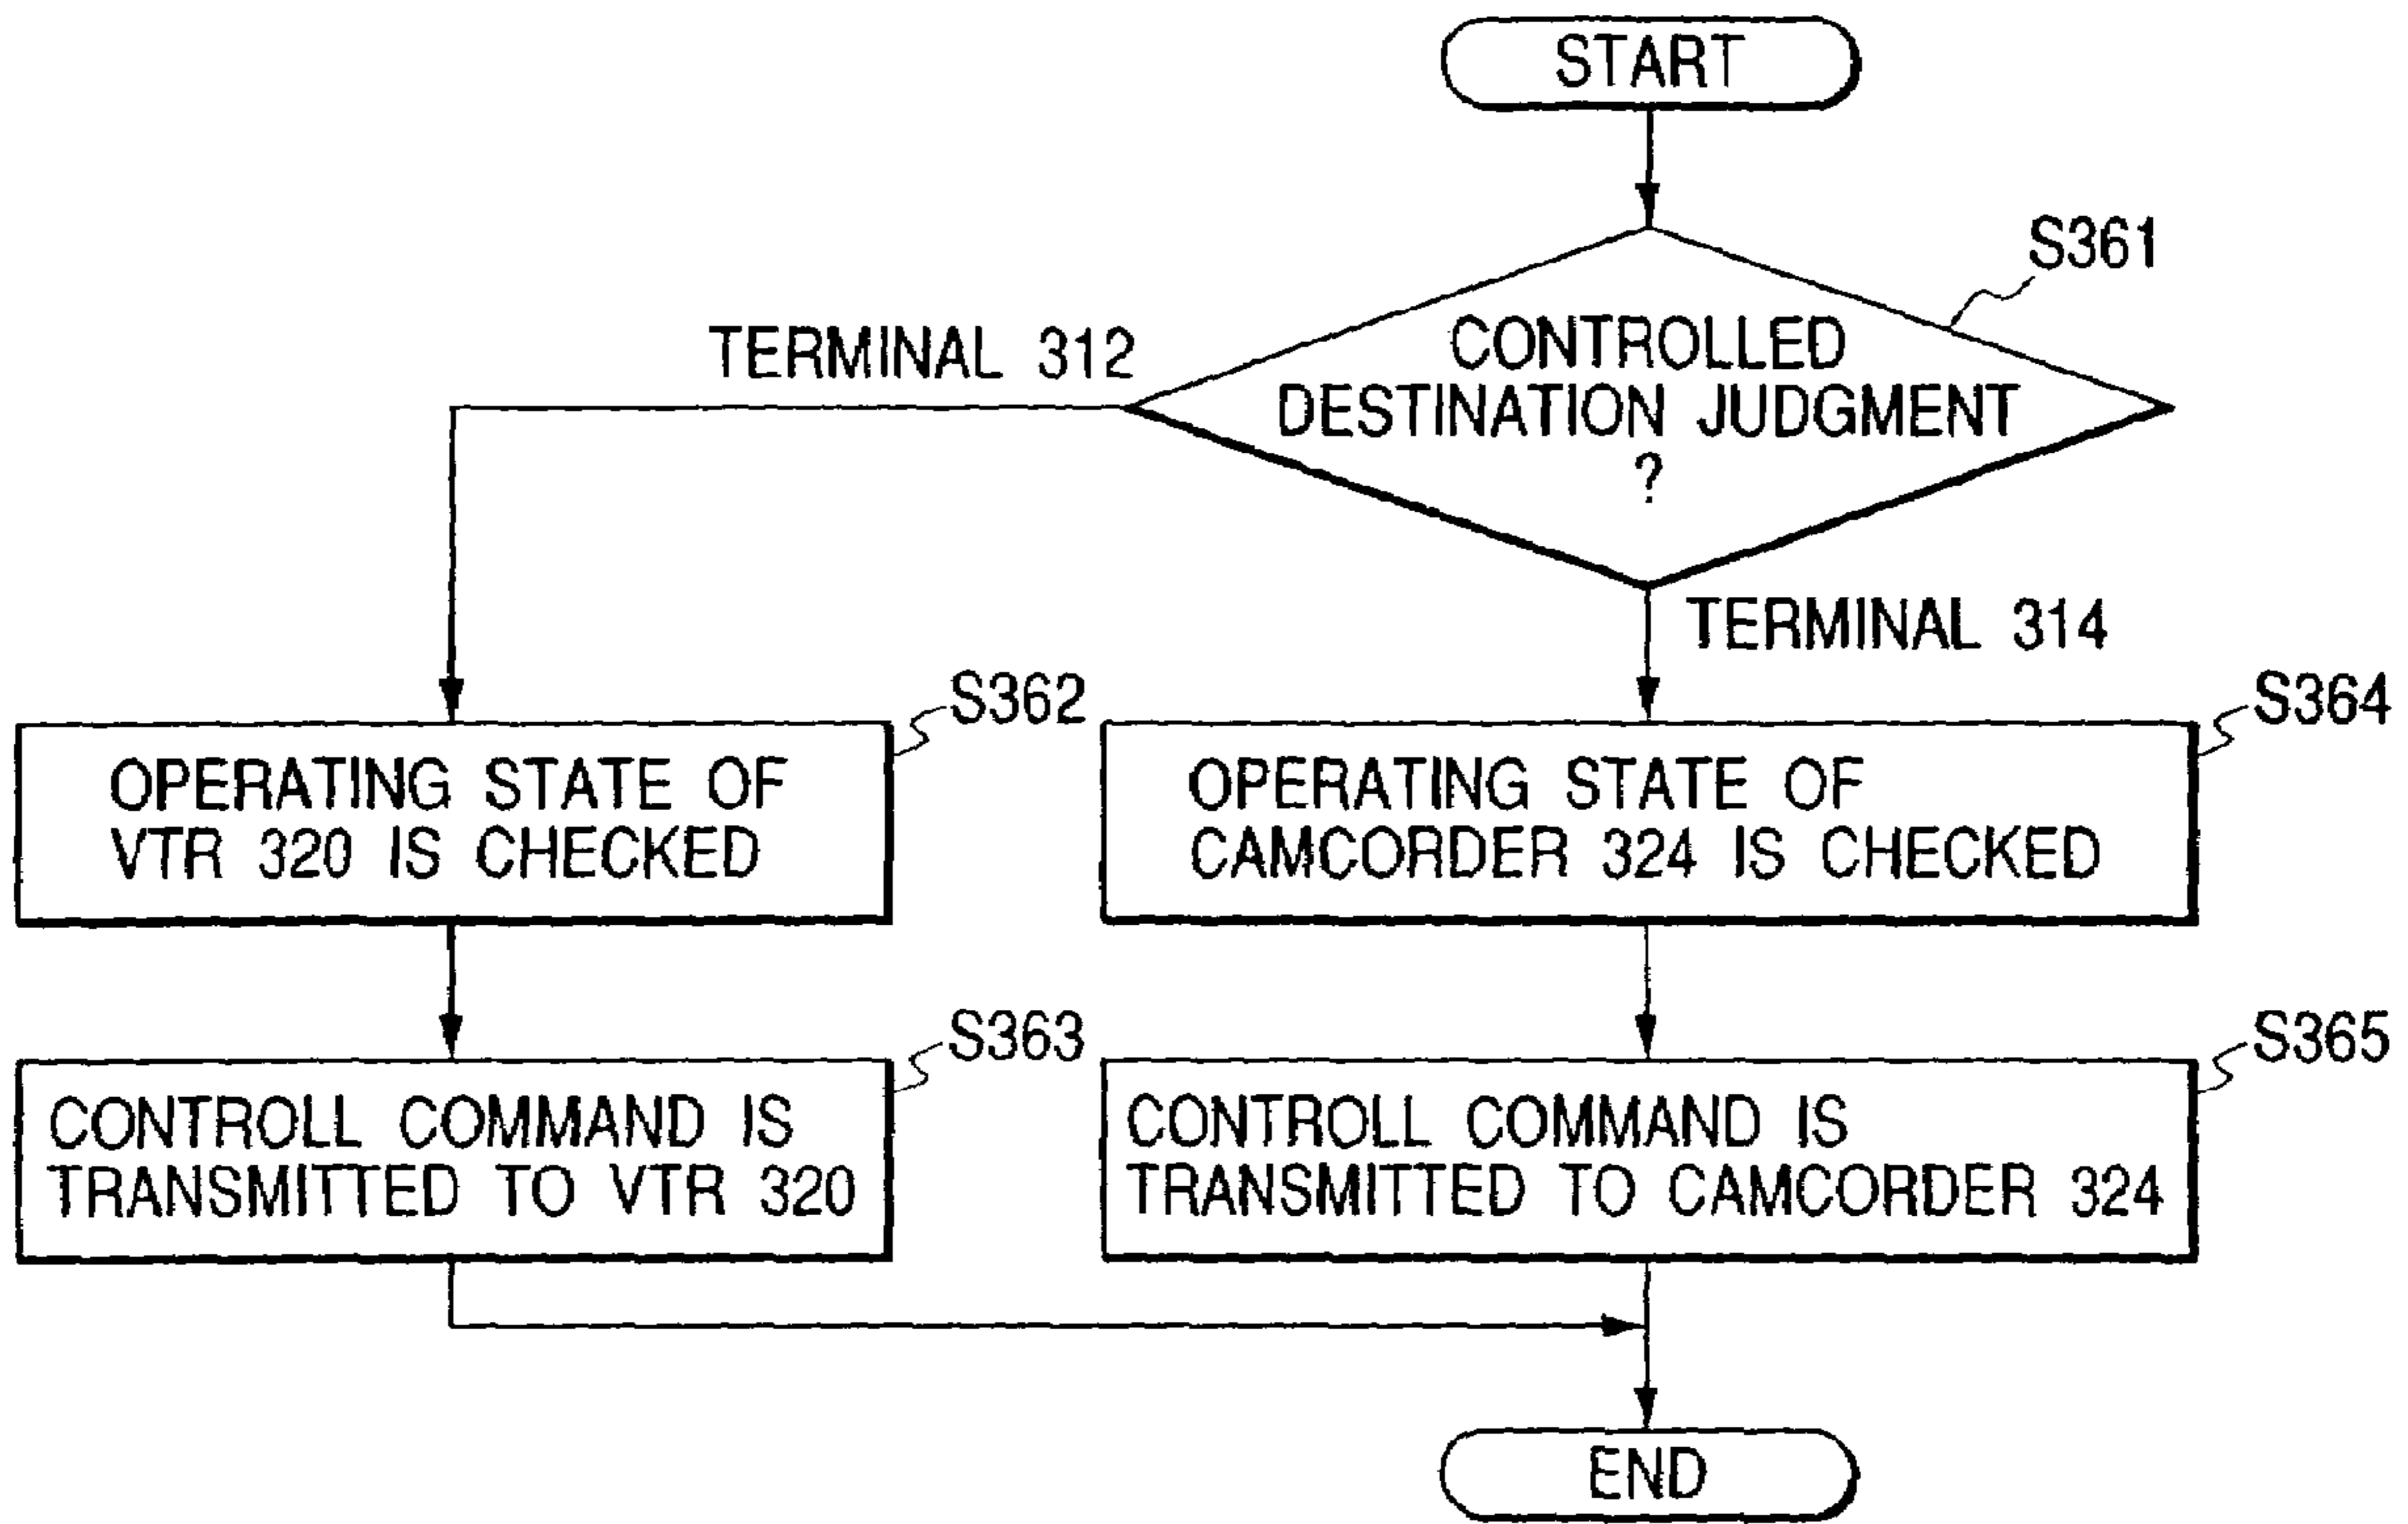 START
S361
CONTROLLED
DESTINATION JUDGMENT
?
TERMINAL 312
TERMINAL 314
S362
OPERATING STATE OF
VTR 320 IS CHECKED
S364
OPERATING STATE OF
CAMCORDER 324 IS CHECKED
S363
CONTROLL COMMAND IS
TRANSMITTED TO VTR 320
S365
CONTROLL COMMAND IS
TRANSMITTED TO CAMCORDER 324
END